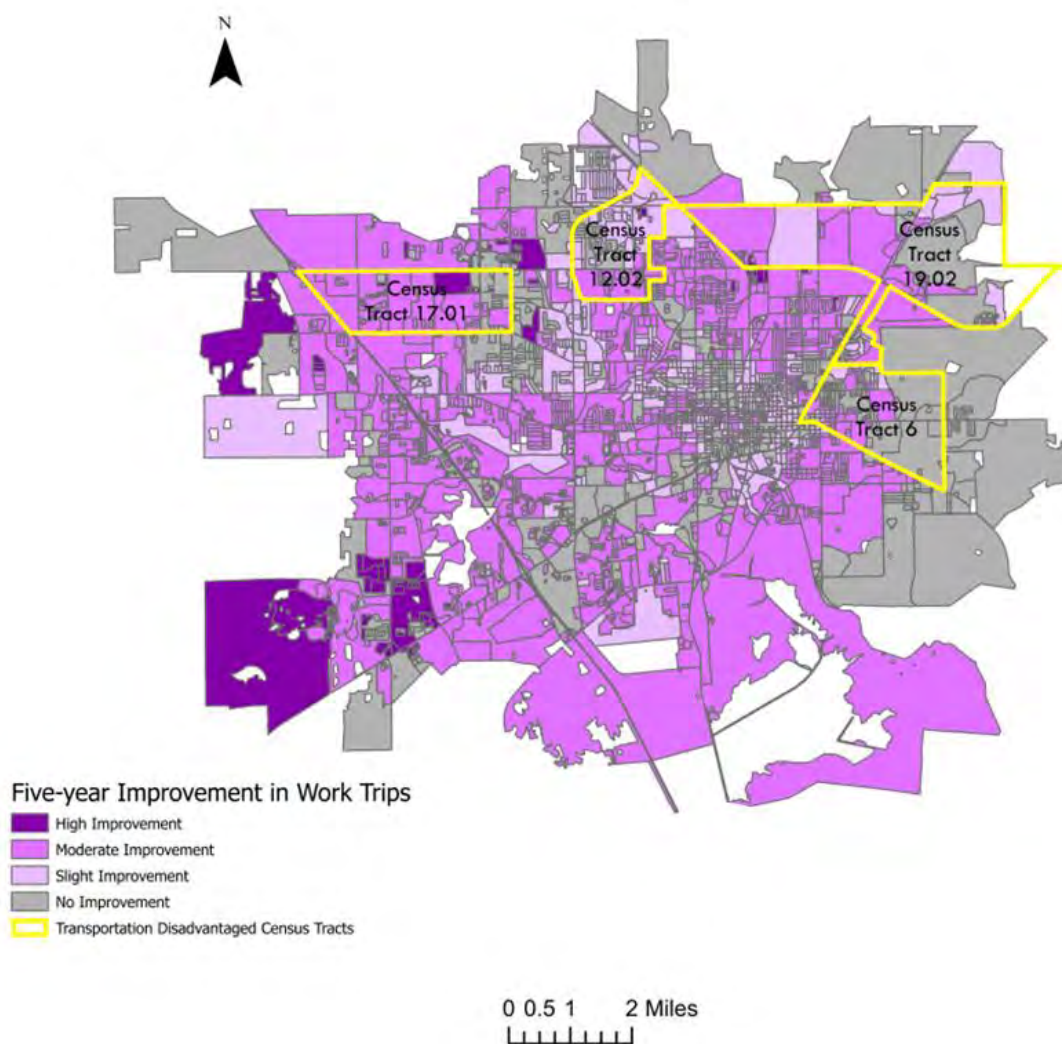 N
Census
Tract
12.02
Census
Tract
19.02
Census
Tract 17.01
Census
Tract 6
Five-year Improvement in Work Trips
High Improvement
Moderate Improvement
Slight Improvement
No Improvement
Transportation Disadvantaged Census Tracts
0 0.5 1 2 Miles